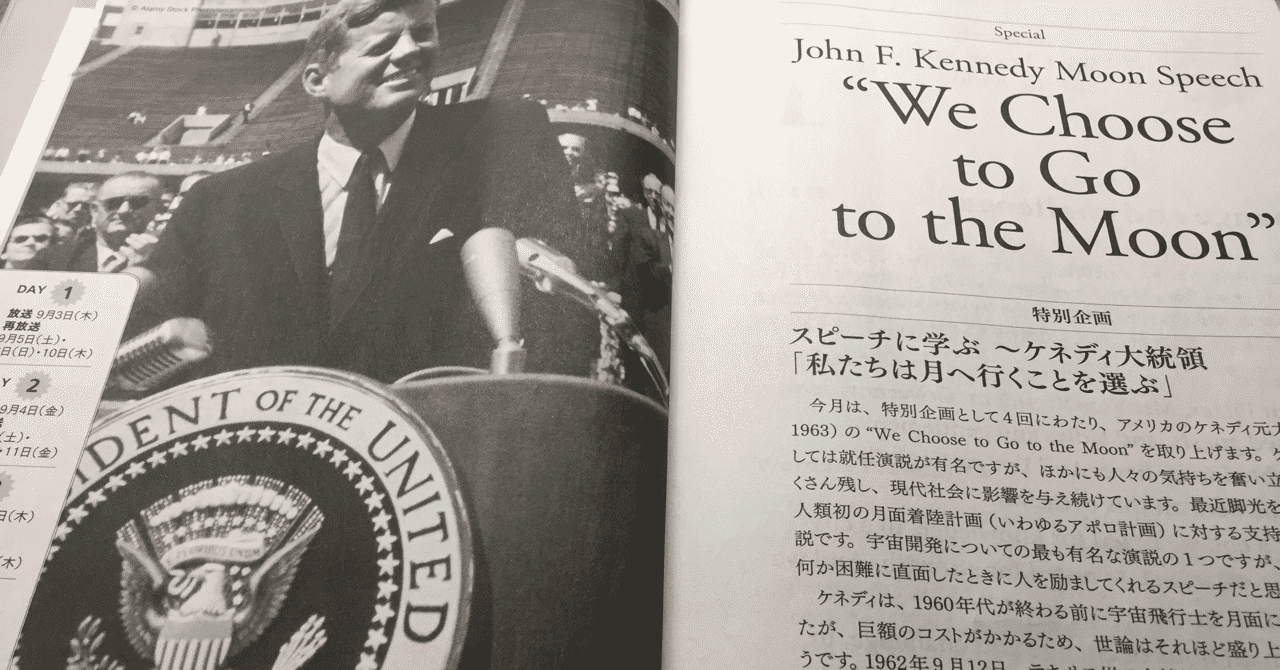 © Alamy Stock Photo
DAY 1
放送 9月3日(木)
再放送
9月5日(土)・
日(日)・10日(木)
Y 2
9月4日(金)
(土)・
・11日(金)
日(木)
(木)
IDENT OF THE UNITED
PLURIBUS UNUM
Special
John F. Kennedy Moon Speech
“We Choose
to Go
to the Moon”
特別企画
スピーチに学ぶ ～ケネディ大統領
「私たちは月へ行くことを選ぶ」
今月は、特別企画として4回にわたり、アメリカのケネディ元大
1963) の “We Choose to Go to the Moon” を取り上げます。ケ
しては就任演説が有名ですが、ほかにも人々の気持ちを奮い立
くさん残し、現代社会に影響を与え続けています。最近脚光を
人類初の月面着陸計画（いわゆるアポロ計画）に対する支持
説です。宇宙開発についての最も有名な演説の1つですが、
何か困難に直面したときに人を励ましてくれるスピーチだと思
ケネディは、1960年代が終わる前に宇宙飛行士を月面に
たが、巨額のコストがかかるため、世論はそれほど盛り上
うです。1962年9月12日、テキサス